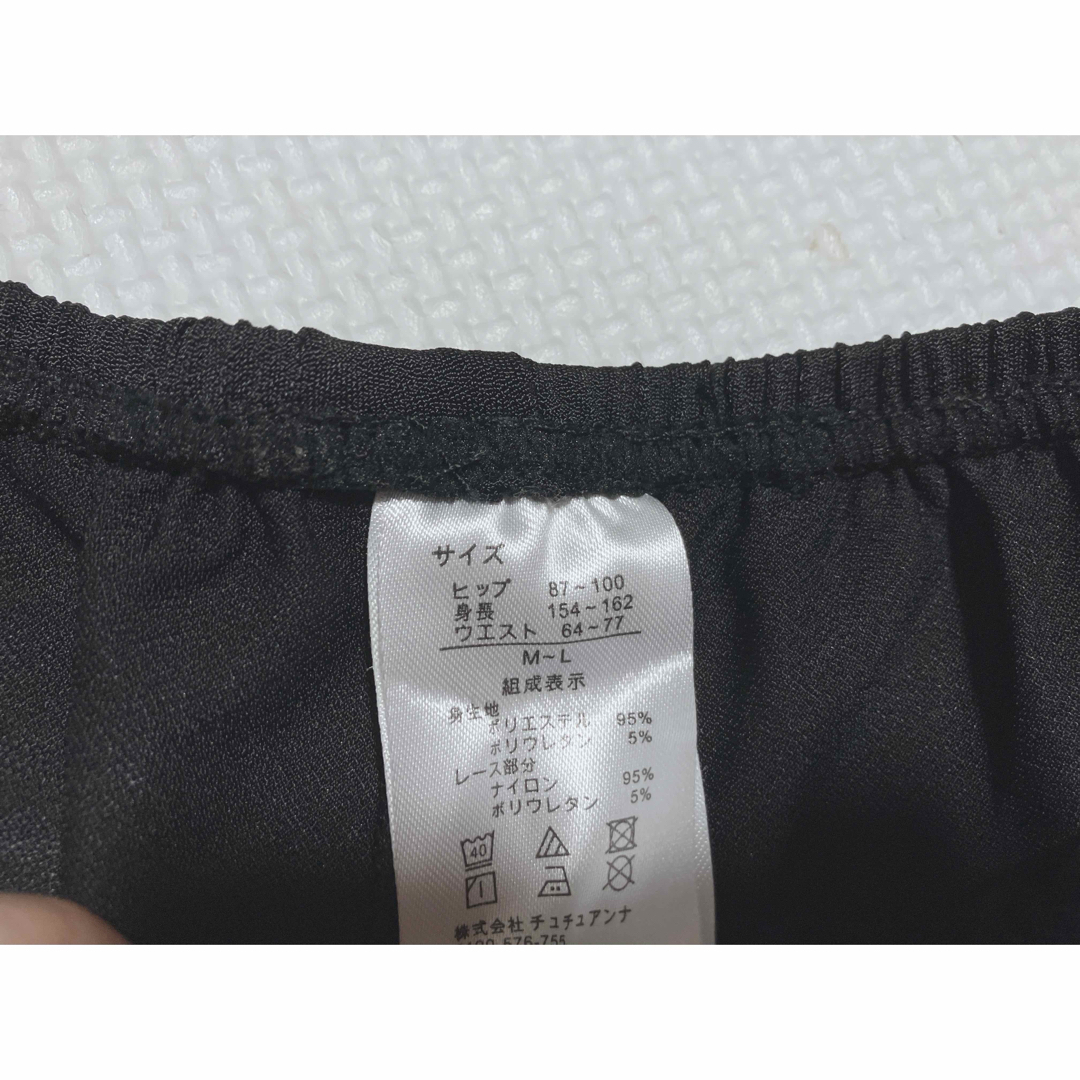 サイズ
ヒップ 87~100
身長 154~162
ウエスト 64~77
M~L
組成表示
身生地
ポリエステル 95%
ポリウレタン 5%
レース部分
ナイロン 95%
ポリウレタン 5%
40
株式会社 チュチュアンナ
576-755